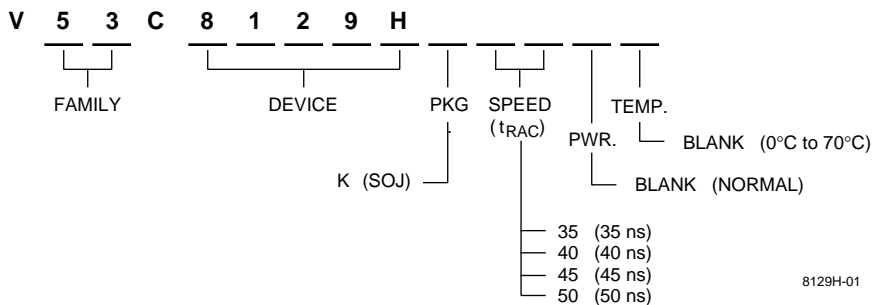 V 5 3 C 8 1 2 9 H
FAMILY DEVICE PKG SPEED TEMP.
(tRAC) PWR.
BLANK (0°C to 70°C)
K (SOJ) BLANK (NORMAL)
35 (35 ns)
40 (40 ns)
45 (45 ns)
50 (50 ns)
8129H-01